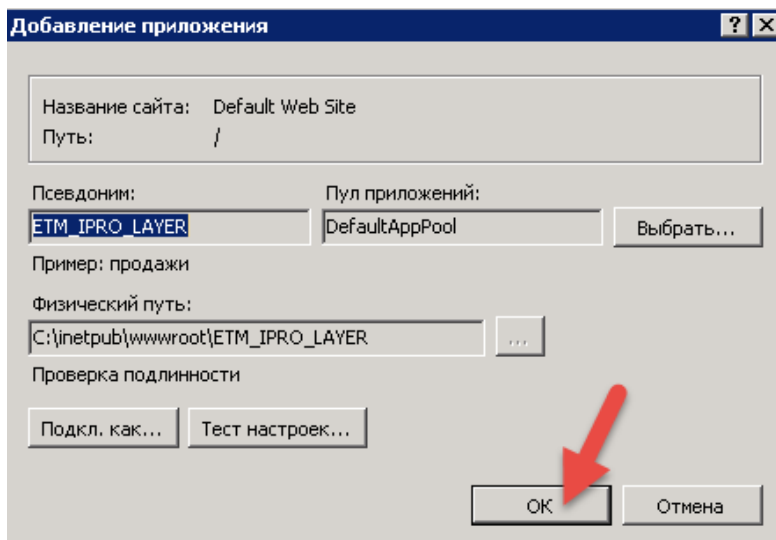 Добавление приложения
Название сайта: Default Web Site
Путь: /
Псевдоним: Пул приложений:
ETM_IPRO_LAYER DefaultAppPool Выбрать...
Пример: продажи
Физический путь:
C:\inetpub\wwwroot\ETM_IPRO_LAYER ...
Проверка подлинности
Подкл. как... Тест настроек...
ОК Отмена